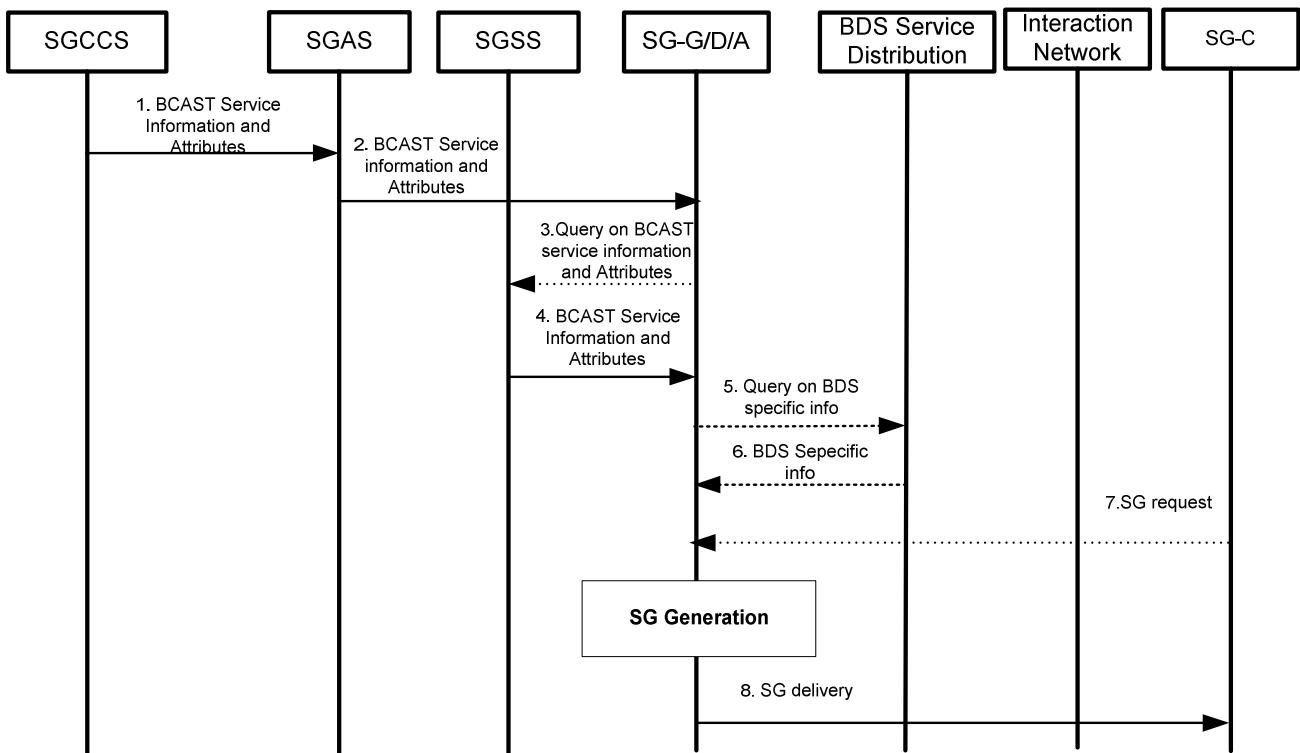 SGCCS
SGAS
SGSS
SG-G/D/A
BDS Service
Distribution
Interaction
Network
SG-C
1. BCAST Service
Information and
Attributes
2. BCAST Service
information and
Attributes
3.Query on BCAST
service information
and Attributes
4. BCAST Service
Information and
Attributes
5. Query on BDS
specific info
6. BDS Sepecific
info
7.SG request
SG Generation
8. SG delivery